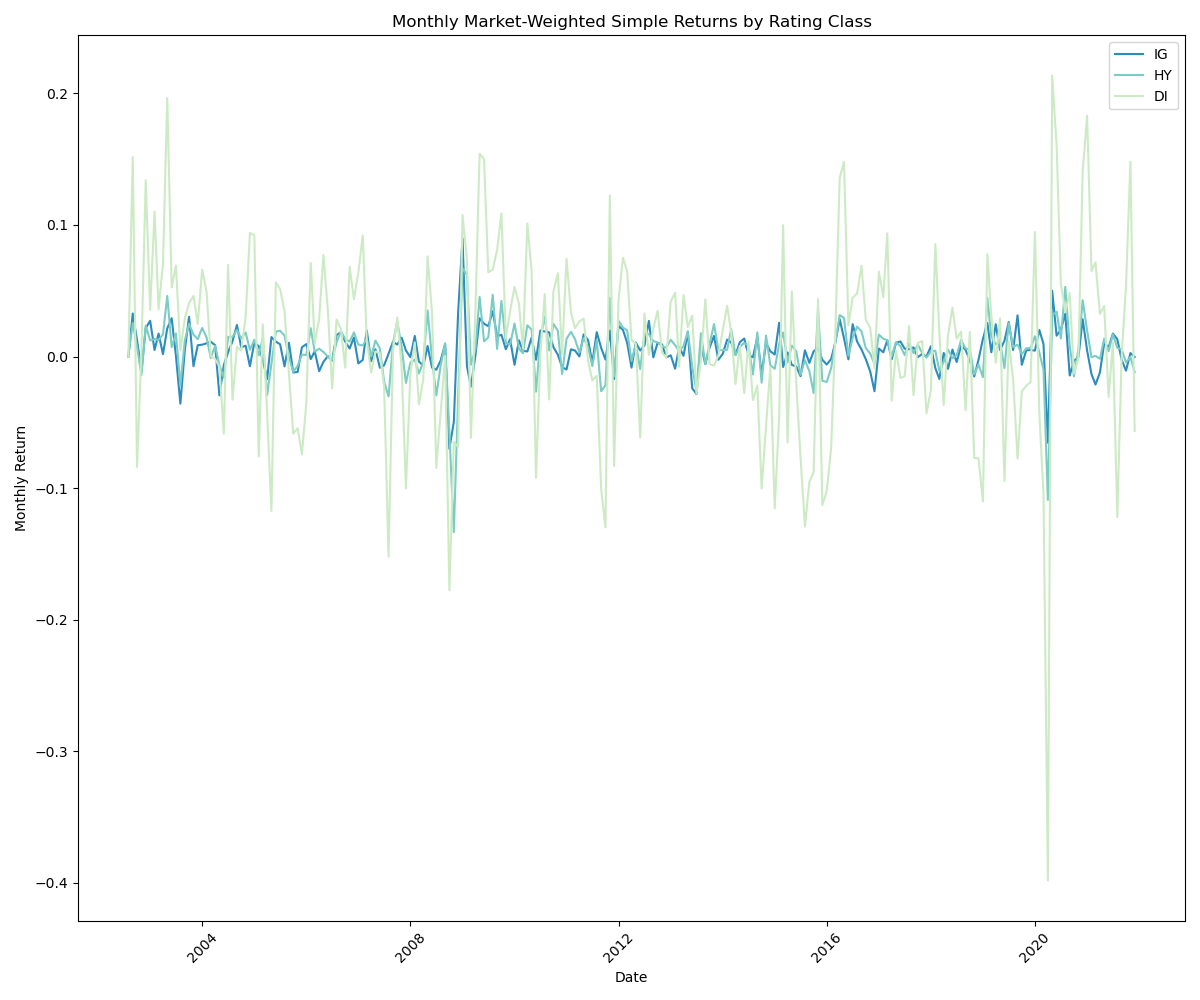 Monthly Market-Weighted Simple Returns by Rating Class
IG
HY
DI
0.2
0.1
0.0
−0.1
−0.2
−0.3
−0.4
Monthly Return
2004
2008
2012
2016
2020
Date